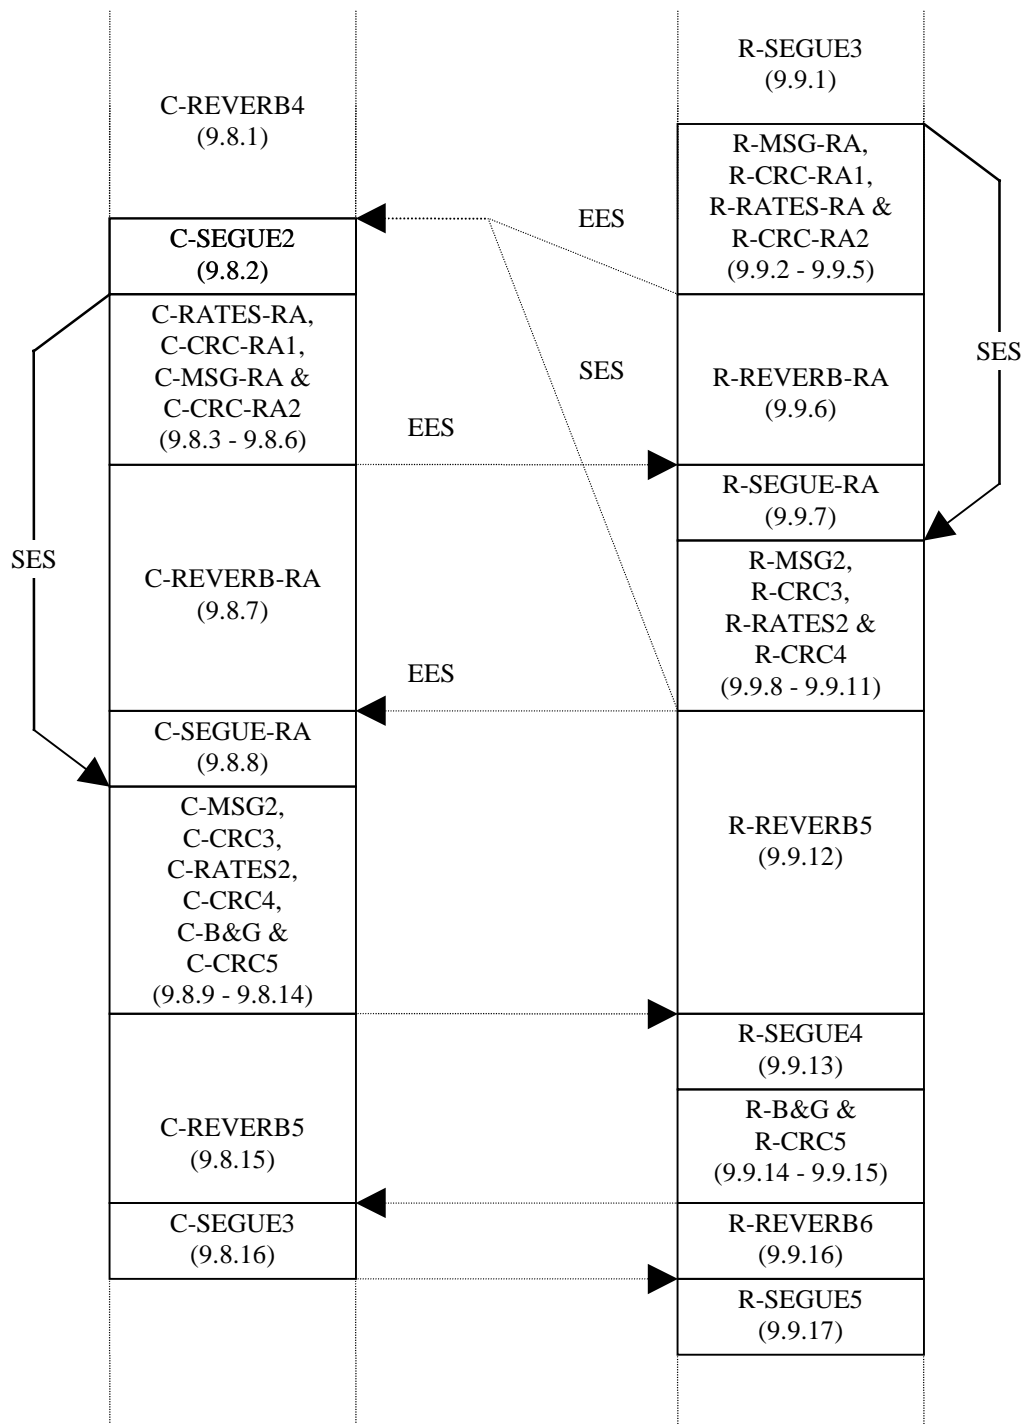 C-REVERB4
(9.8.1)
C-SEGUE2
(9.8.2)
C-RATES-RA,
C-CRC-RA1,
C-MSG-RA &
C-CRC-RA2
(9.8.3 - 9.8.6)
SES
C-REVERB-RA
(9.8.7)
C-SEGUE-RA
(9.8.8)
C-MSG2,
C-CRC3,
C-RATES2,
C-CRC4,
C-B&G &
C-CRC5
(9.8.9 - 9.8.14)
C-REVERB5
(9.8.15)
C-SEGUE3
(9.8.16)
EES
SES
EES
EES
R-SEGUE3
(9.9.1)
R-MSG-RA,
R-CRC-RA1,
R-RATES-RA &
R-CRC-RA2
(9.9.2 - 9.9.5)
SES
R-REVERB-RA
(9.9.6)
R-SEGUE-RA
(9.9.7)
R-MSG2,
R-CRC3,
R-RATES2 &
R-CRC4
(9.9.8 - 9.9.11)
R-REVERB5
(9.9.12)
R-SEGUE4
(9.9.13)
R-B&G &
R-CRC5
(9.9.14 - 9.9.15)
R-REVERB6
(9.9.16)
R-SEGUE5
(9.9.17)